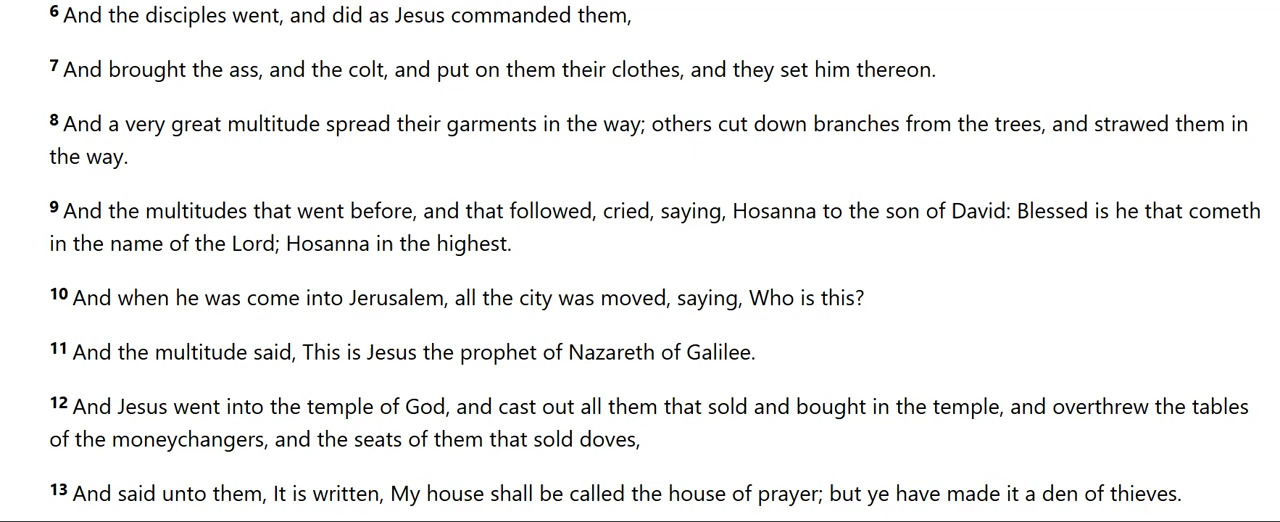 6 And the disciples went, and did as Jesus commanded them,
7 And brought the ass, and the colt, and put on them their clothes, and they set him thereon.
8 And a very great multitude spread their garments in the way; others cut down branches from the trees, and strawed them in
the way.
9 And the multitudes that went before, and that followed, cried, saying, Hosanna to the son of David: Blessed is he that cometh
in the name of the Lord; Hosanna in the highest.
10 And when he was come into Jerusalem, all the city was moved, saying, Who is this?
11 And the multitude said, This is Jesus the prophet of Nazareth of Galilee.
12 And Jesus went into the temple of God, and cast out all them that sold and bought in the temple, and overthrew the tables
of the moneychangers, and the seats of them that sold doves,
13 And said unto them, It is written, My house shall be called the house of prayer; but ye have made it a den of thieves.